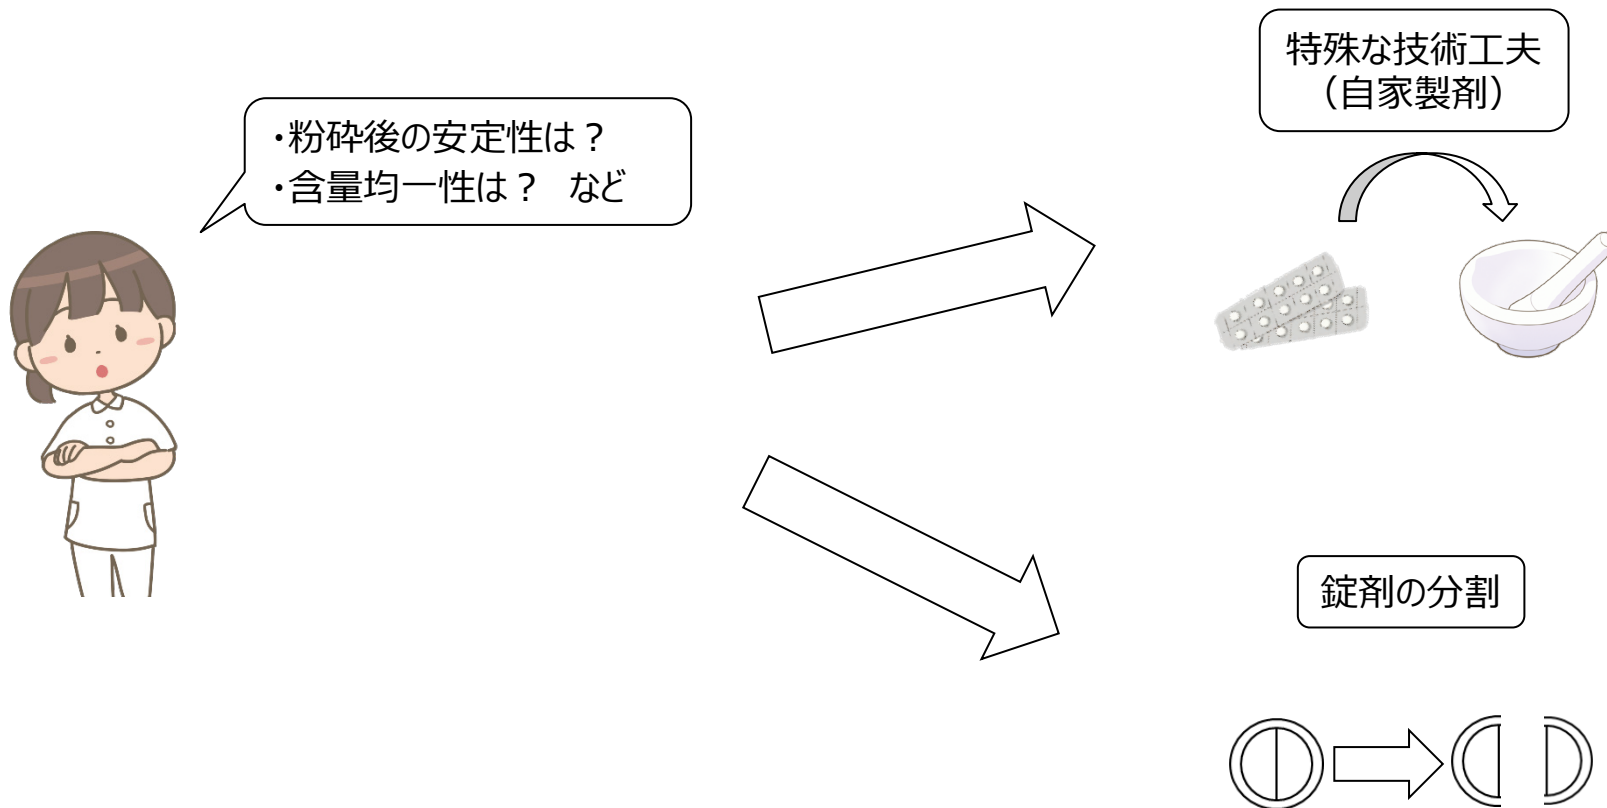 ・粉砕後の安定性は？
・含量均一性は？　など
特殊な技術工夫
（自家製剤）
錠剤の分割